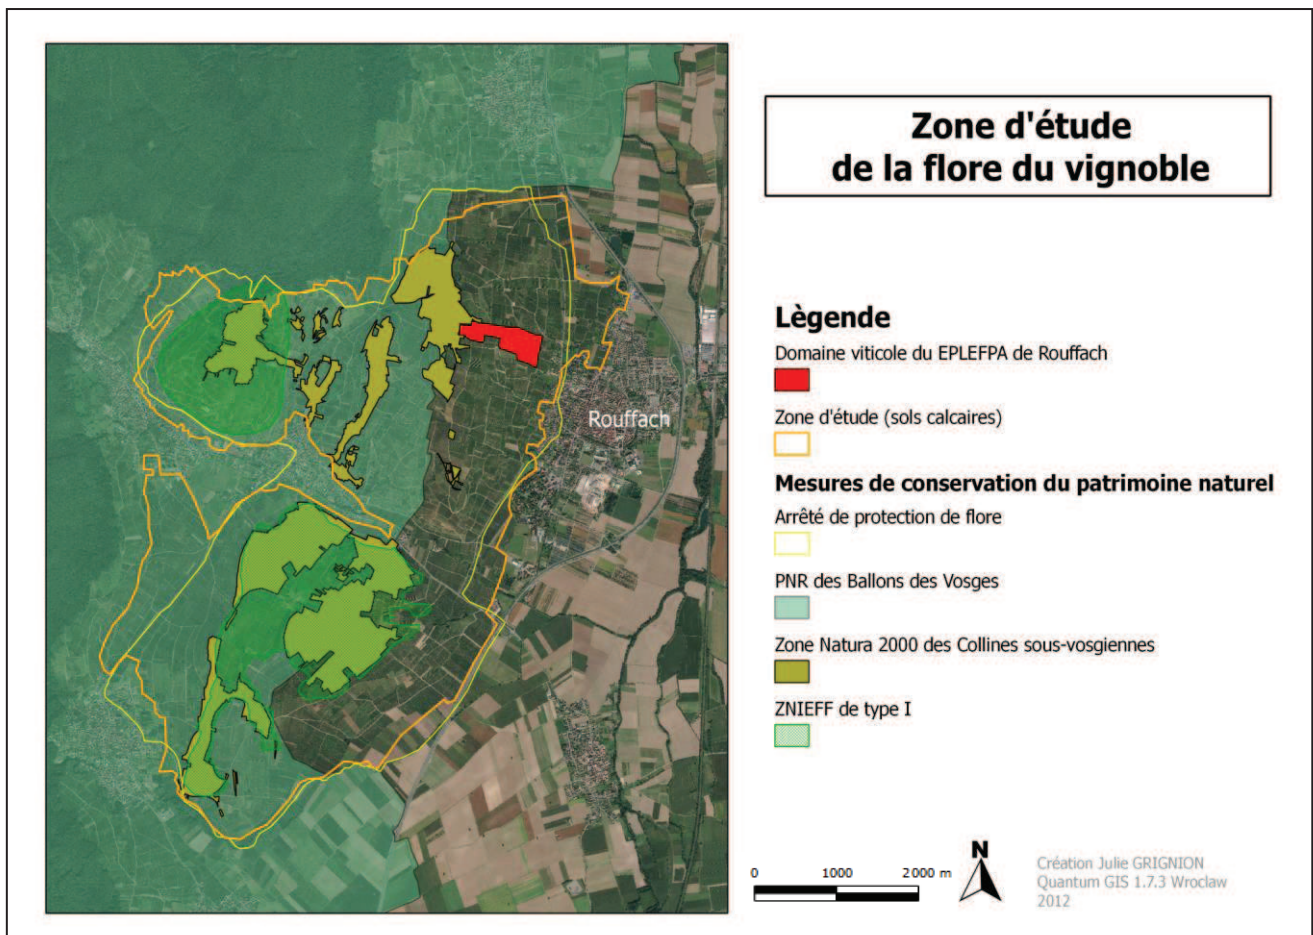 Zone d'étude
de la flore du vignoble
Rouffach
Lègende
Domaine viticole du EPLEFPA de Rouffach
Zone d'étude (sols calcaires)
Mesures de conservation du patrimoine naturel
Arrêté de protection de flore
PNR des Ballons des Vosges
Zone Natura 2000 des Collines sous-vosgiennes
ZNIEFF de type I
0 1000 2000 m
N
Création Julie GRIGNION
Quantum GIS 1.7.3 Wroclaw
2012